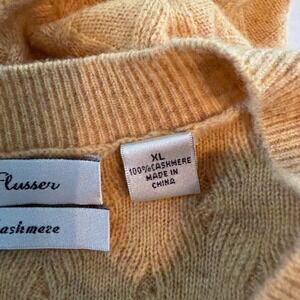 Flusser
ashmere
XL
100% CASHMERE
MADE IN
CHINA